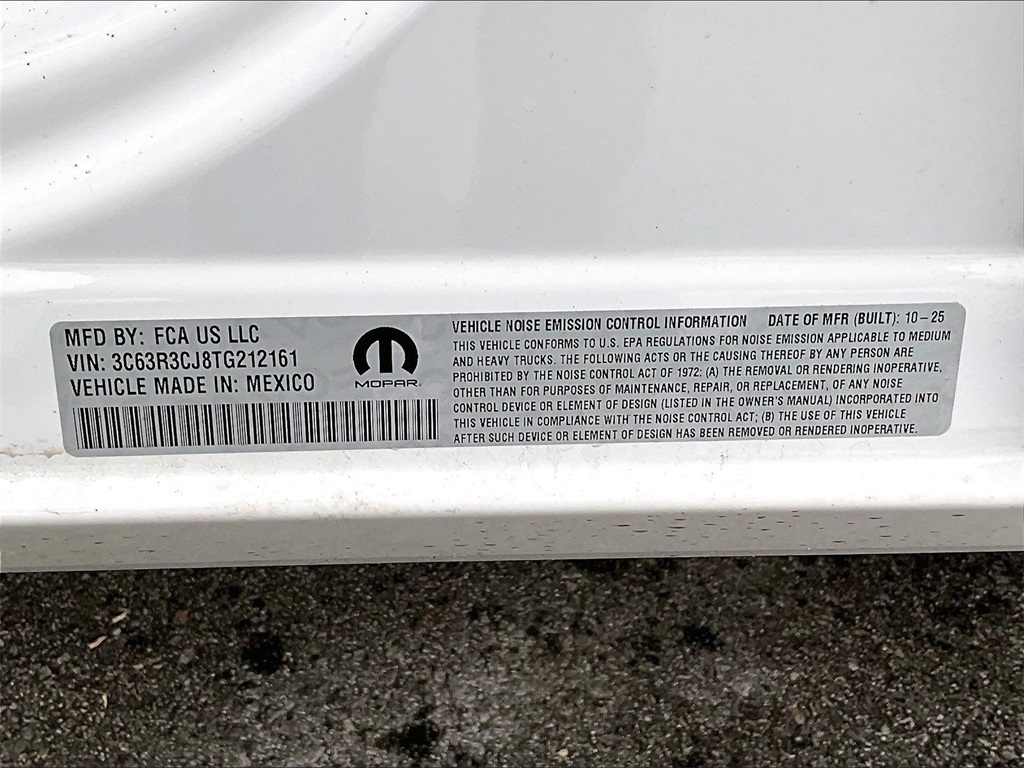 MFD BY: FCA US LLC
VIN: 3C63R3CJ8TG212161
VEHICLE MADE IN: MEXICO
MOPAR
VEHICLE NOISE EMISSION CONTROL INFORMATION DATE OF MFR (BUILT): 10-25
THIS VEHICLE CONFORMS TO U.S. EPA REGULATIONS FOR NOISE EMISSION APPLICABLE TO MEDIUM
AND HEAVY TRUCKS. THE FOLLOWING ACTS OR THE CAUSING THEREOF BY ANY PERSON ARE
PROHIBITED BY THE NOISE CONTROL ACT OF 1972: (A) THE REMOVAL OR RENDERING INOPERATIVE,
OTHER THAN FOR PURPOSES OF MAINTENANCE, REPAIR, OR REPLACEMENT, OF ANY NOISE
CONTROL DEVICE OR ELEMENT OF DESIGN (LISTED IN THE OWNER'S MANUAL) INCORPORATED INTO
THIS VEHICLE IN COMPLIANCE WITH THE NOISE CONTROL ACT; (B) THE USE OF THIS VEHICLE
AFTER SUCH DEVICE OR ELEMENT OF DESIGN HAS BEEN REMOVED OR RENDERED INOPERATIVE.